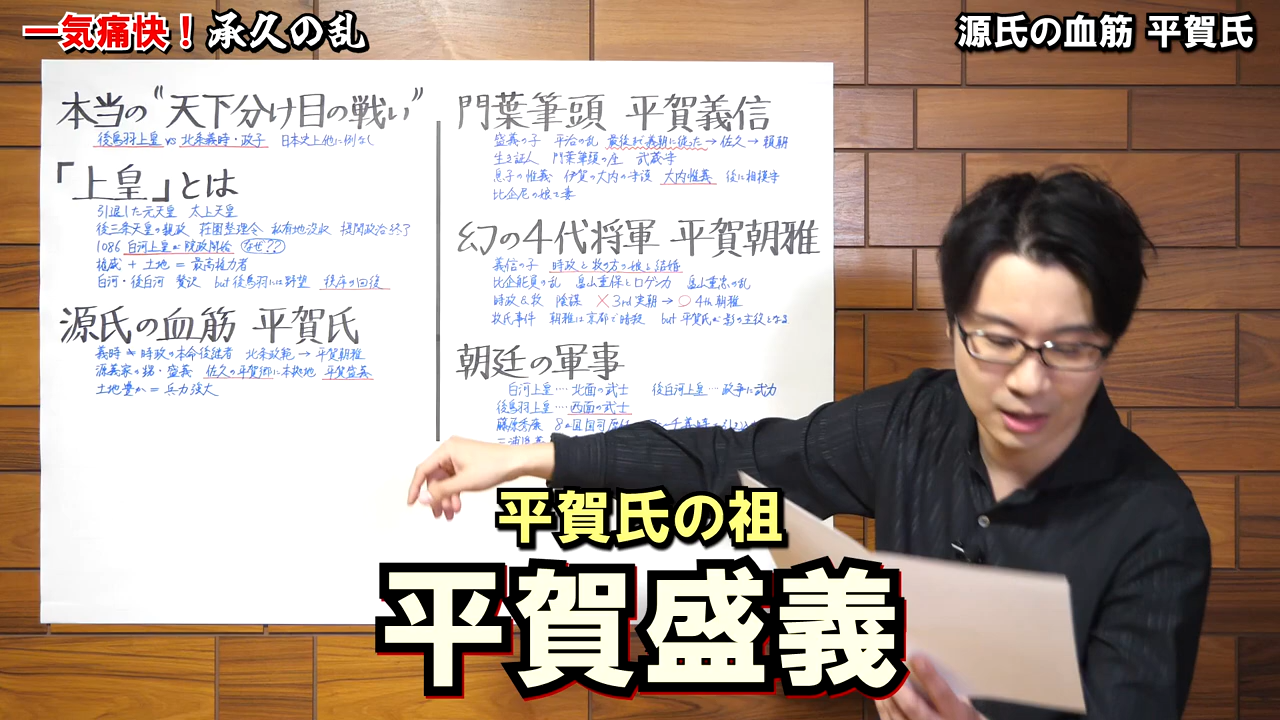 一気痛快！承久の乱
源氏の血筋 平賀氏
本当の“天下分け目の戦い”
後鳥羽上皇 vs 北条義時・政子 日本史上他に例なし
「上皇」とは
引退した元天皇 太上天皇
後三条天皇の親政 荘園整理令 私有地没収 摂関政治終了
1086 白河上皇が院政開始 なぜ??
権威 + 土地 = 最高権力者
白河・後白河 贅沢 but 後鳥羽には野望 秩序の回復
源氏の血筋 平賀氏
義時 ≠ 時政の本命後継者 北条政範 → 平賀朝雅
源義家の甥・盛義 佐久の平賀郷に本拠地 平賀盛義
土地豊か = 兵力強大
門葉筆頭 平賀義信
盛義の子 平治の乱 最後まで義朝に従った → 佐久 → 頼朝
生き証人 門葉筆頭の座 武蔵守
息子の惟義 伊賀の大内の守護 大内惟義 後に相模守
比企尼の娘て妻
幻の4代将軍 平賀朝雅
義信の子 時政と牧の方の娘と結婚
比企能員の乱 畠山重保と口ゲンカ 畠山重忠の乱
時政&牧 陰謀 ×3rd実朝 → ○4th朝雅
牧氏事件 朝雅は京都で暗殺 but 平賀氏が影の主役となる
朝廷の軍事
白河上皇…北面の武士 後白河上皇…政争に武力
後鳥羽上皇…西面の武士
藤原秀康
平賀氏の祖
平賀盛義